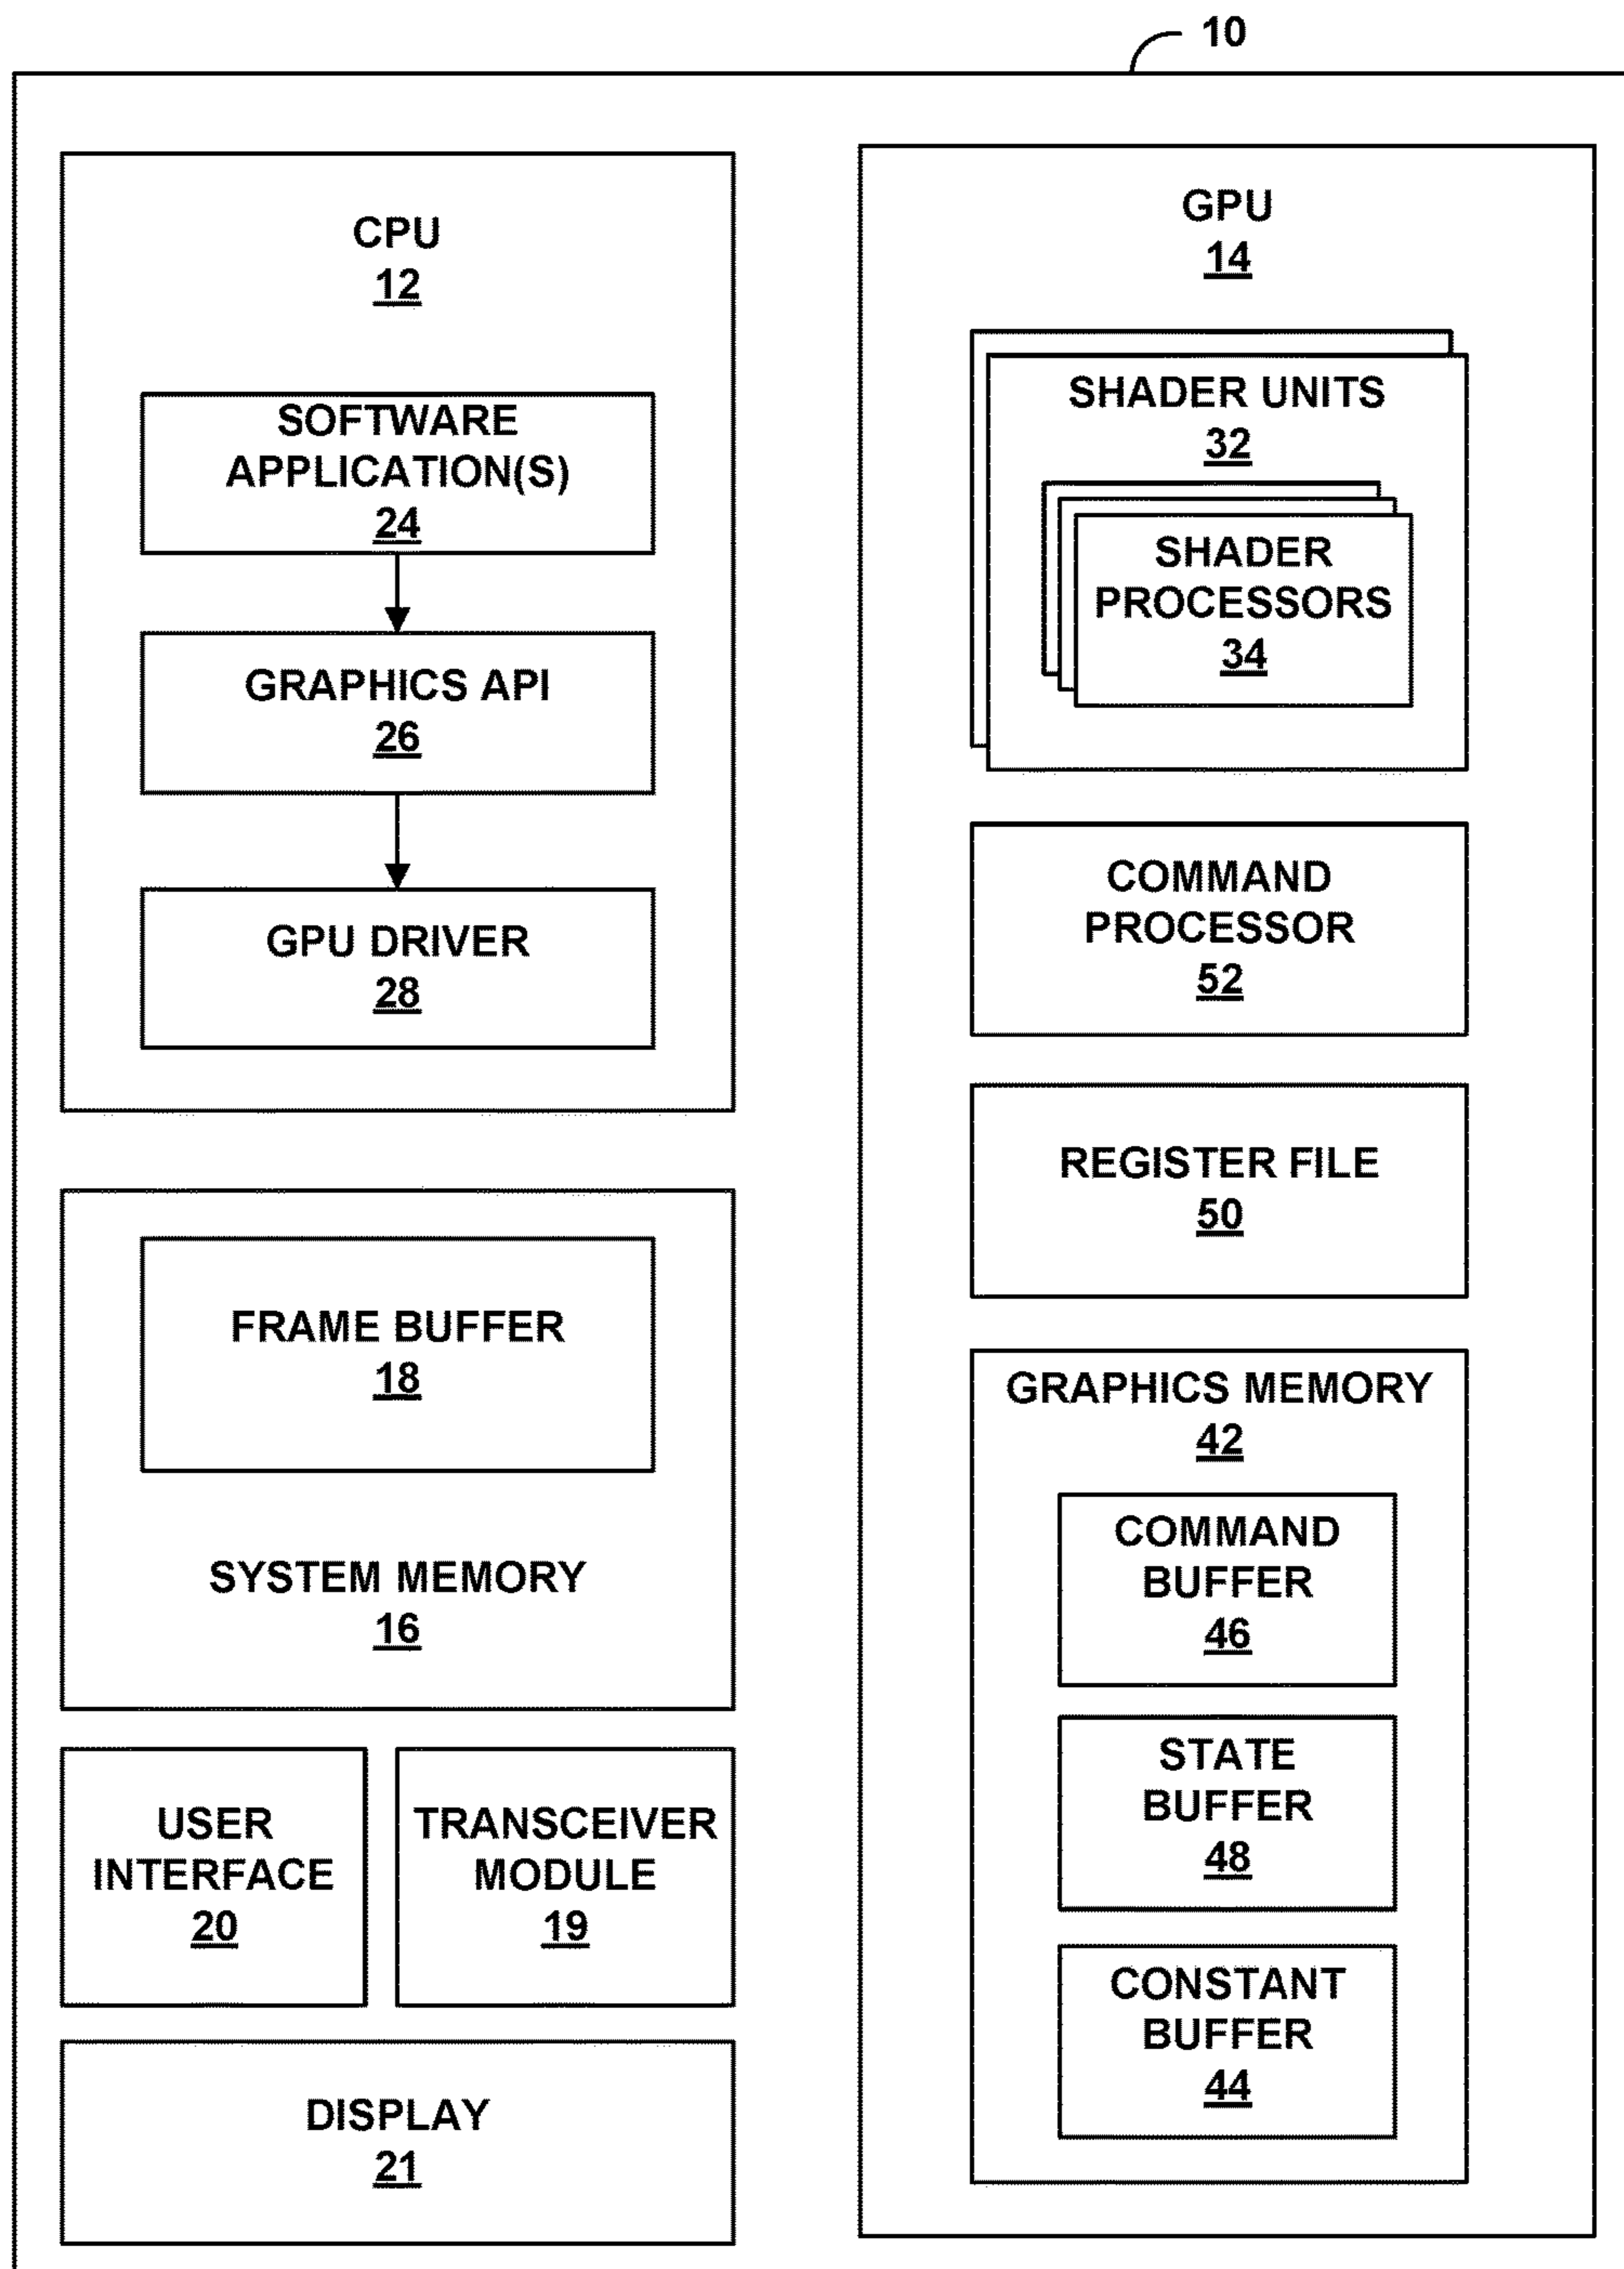 10
CPU
12
SOFTWARE
APPLICATION(S)
24
GRAPHICS API
26
GPU DRIVER
28
FRAME BUFFER
18
SYSTEM MEMORY
16
USER
INTERFACE
20
TRANSCEIVER
MODULE
19
DISPLAY
21
GPU
14
SHADER UNITS
32
SHADER
PROCESSORS
34
COMMAND
PROCESSOR
52
REGISTER FILE
50
GRAPHICS MEMORY
42
COMMAND
BUFFER
46
STATE
BUFFER
48
CONSTANT
BUFFER
44